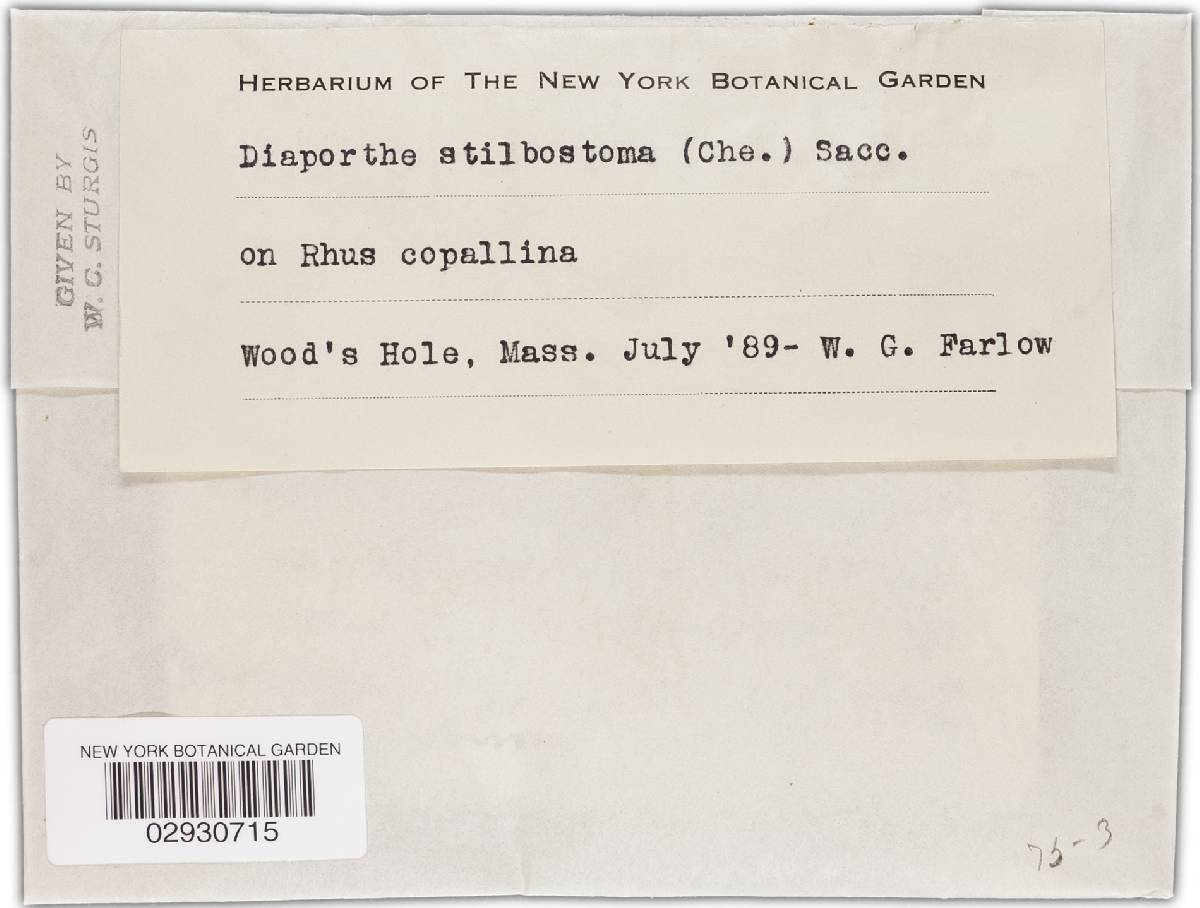 GIVEN BY
W. C. STURGIS
HERBARIUM OF THE NEW YORK BOTANICAL GARDEN
Diaporthe stilbostoma (Che.) Sacc.
on Rhus copallina
Wood's Hole, Mass. July '89- W. G. Farlow
NEW YORK BOTANICAL GARDEN
02930715
75-3